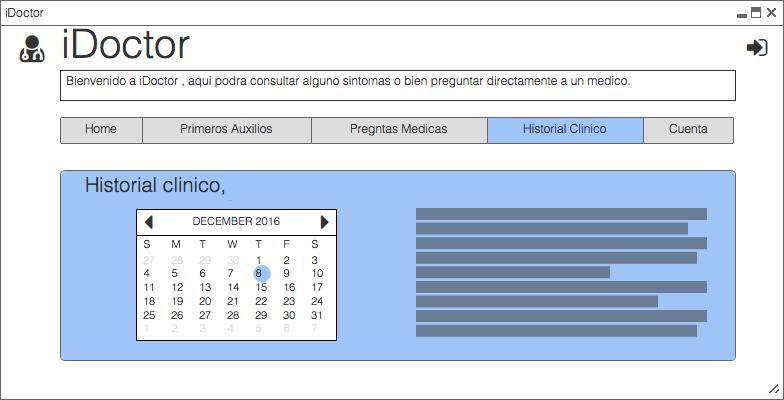 iDoctor
iDoctor
Bienvenido a iDoctor , aqui podra consultar alguno sintomas o bien preguntar directamente a un medico.
Home Primeros Auxilios Pregntas Medicas Historial Clinico Cuenta
Historial clinico,
DECEMBER 2016
S M T W T F S
27 28 29 30 1 2 3
4 5 6 7 8 9 10
11 12 13 14 15 16 17
18 19 20 21 22 23 24
25 26 27 28 29 30 31
1 2 3 4 5 6 7